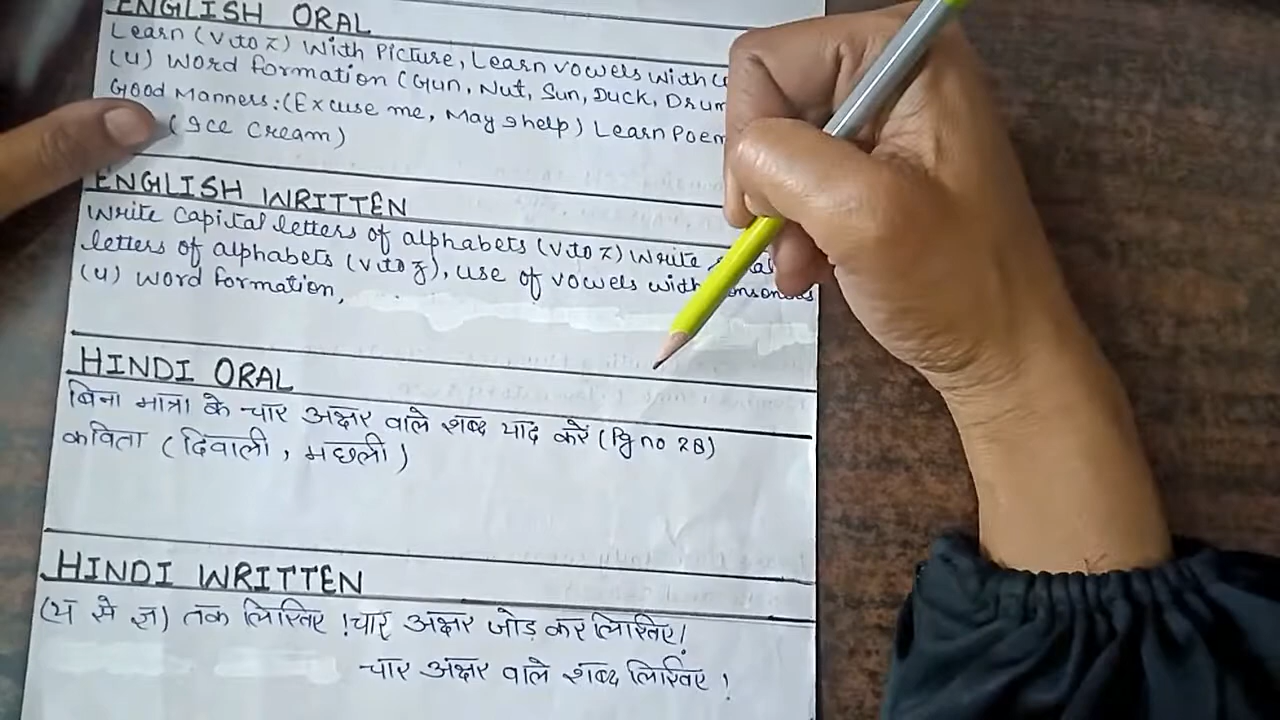 ENGLISH ORAL
Learn (V to Z) With Picture, Learn vowels with
(U) Word formation (Gun, Nut, Sun, Duck, Drum
Good Manners:(Excuse me, May I help) Learn Poem
(Ice Cream)
ENGLISH WRITTEN
Write Capital letters of alphabets (V to Z) Write
letters of alphabets (v to z), use of vowels with
(U) Word formation,
HINDI ORAL
बिना मात्रा के चार अक्षर वाले शब्द याद करें (Pg no 28)
कविता (दिवाली, मछली)
HINDI WRITTEN
(य से ज्ञ) तक लिखिए ! चार अक्षर जोड़ कर लिखिए!
चार अक्षर वाले शब्द लिखिए !